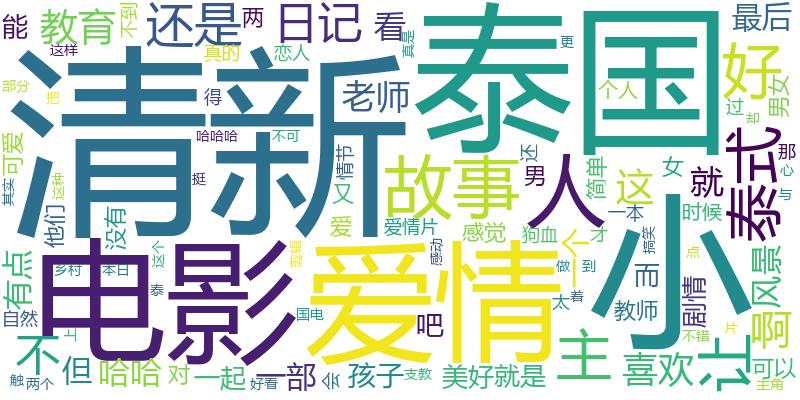 能
教育
不到
还是
两
日记
看
泰国
好
最后
这样
真的
恋人
真是
更
部分
把
清新
得
老师
个人
过
却
男女
可爱
哈哈哈
不可
情节
还
故事
人
简单
女
这
就
泰式
那
心
与
其实
这种
挺
又
男
小
他们
没有
爱
爱情片
感觉
狗血
才
一本
时候
有点
电影
爱情
一个
搞笑
而
点
啊
风景
乡村
本日
这个
剪辑
感动
做
到
泰
国电
太
着
教师
剧情
自然
上
吧
不错
片
不
但
哈哈
对
一起
好看
一部
会
孩子
支教
美好
就是
主
喜欢
让
可以
主角
触
两个